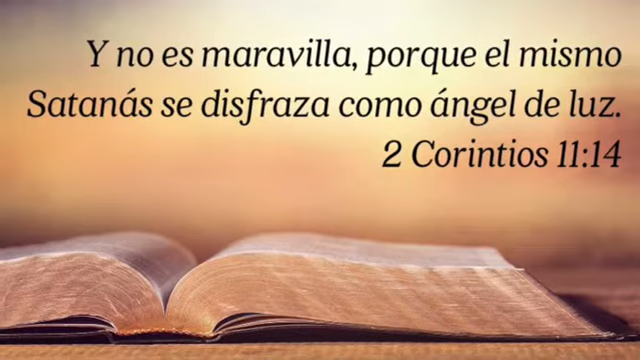 Y no es maravilla, porque el mismo
Satanás se disfraza como ángel de luz.
2 Corintios 11:14